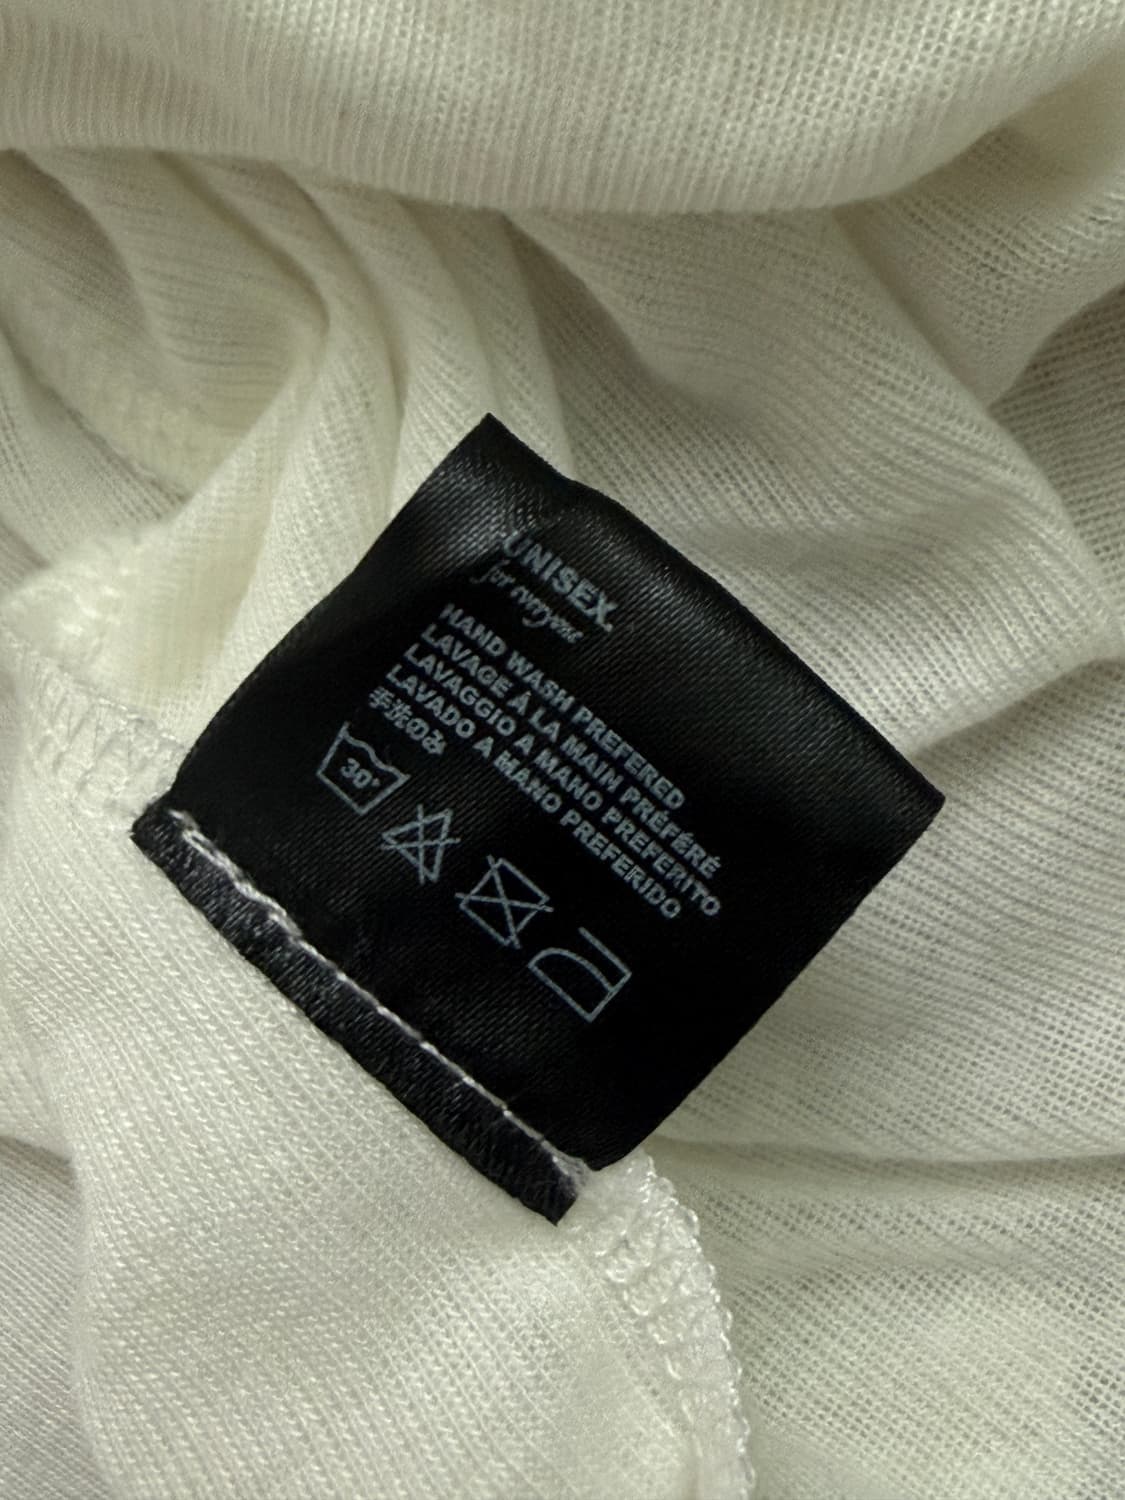 UNISEX.
for everyone
HAND WASH PREFERED
LAVAGE À LA MAIN PRÉFÉRÉ
LAVAGGIO A MANO PREFERITO
LAVADO A MANO PREFERIDO
手洗のみ
30°